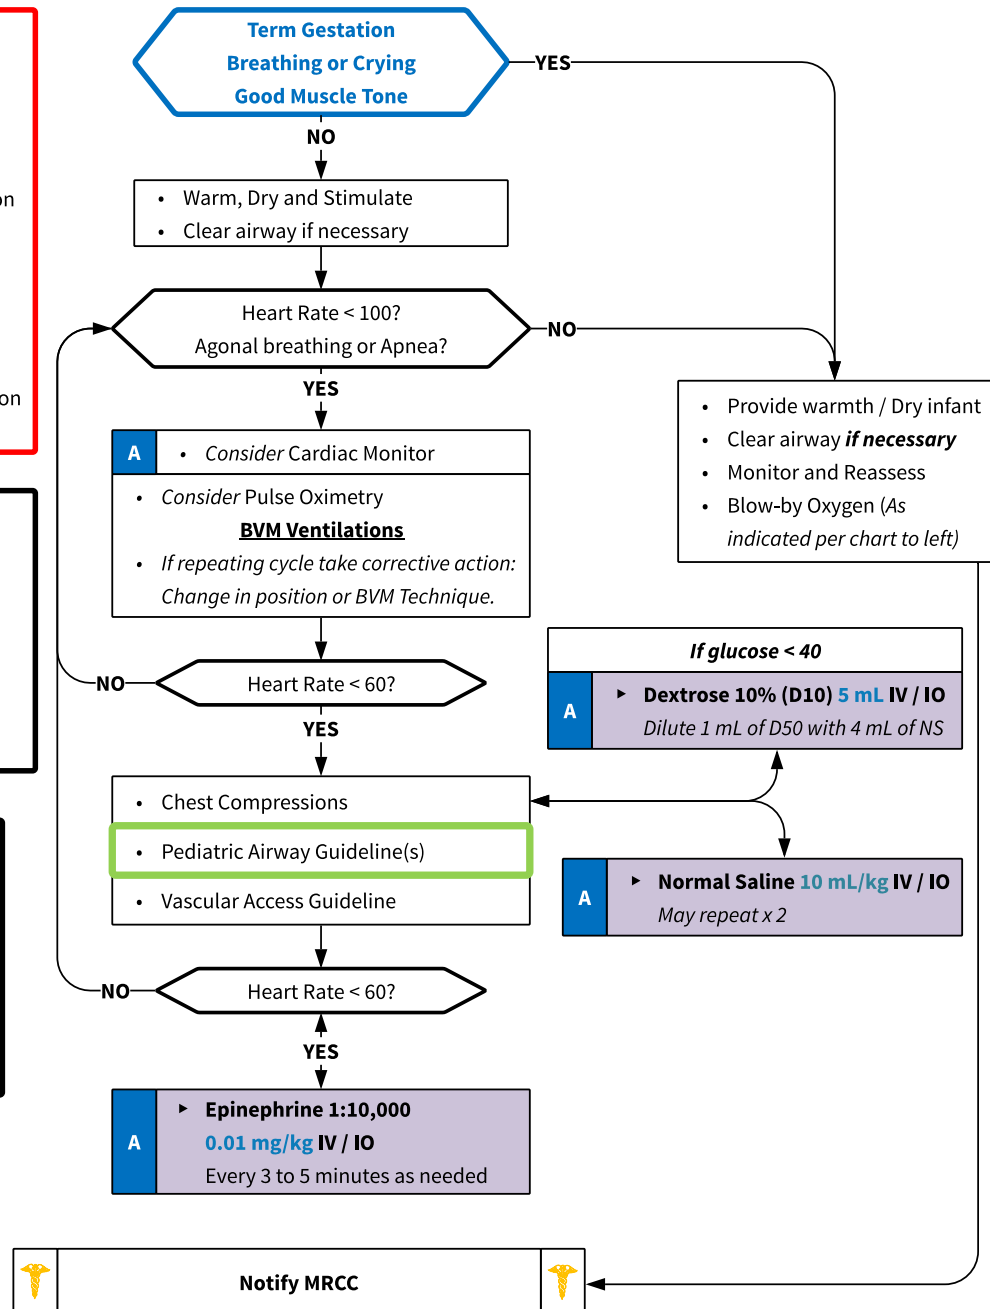 Term Gestation
Breathing or Crying
Good Muscle Tone
YES
NO
• Warm, Dry and Stimulate
• Clear airway if necessary
on
Heart Rate < 100?
Agonal breathing or Apnea?
NO
YES
on
• Provide warmth / Dry infant
• Clear airway if necessary
• Monitor and Reassess
• Blow-by Oxygen (As
indicated per chart to left)
A • Consider Cardiac Monitor
• Consider Pulse Oximetry
BVM Ventilations
• If repeating cycle take corrective action:
Change in position or BVM Technique.
Heart Rate < 60?
NO
YES
If glucose < 40
A ▸ Dextrose 10% (D10) 5 mL IV / IO
Dilute 1 mL of D50 with 4 mL of NS
• Chest Compressions
• Pediatric Airway Guideline(s)
• Vascular Access Guideline
A ▸ Normal Saline 10 mL/kg IV / IO
May repeat x 2
Heart Rate < 60?
NO
YES
A ▸ Epinephrine 1:10,000
0.01 mg/kg IV / IO
Every 3 to 5 minutes as needed
Notify MRCC